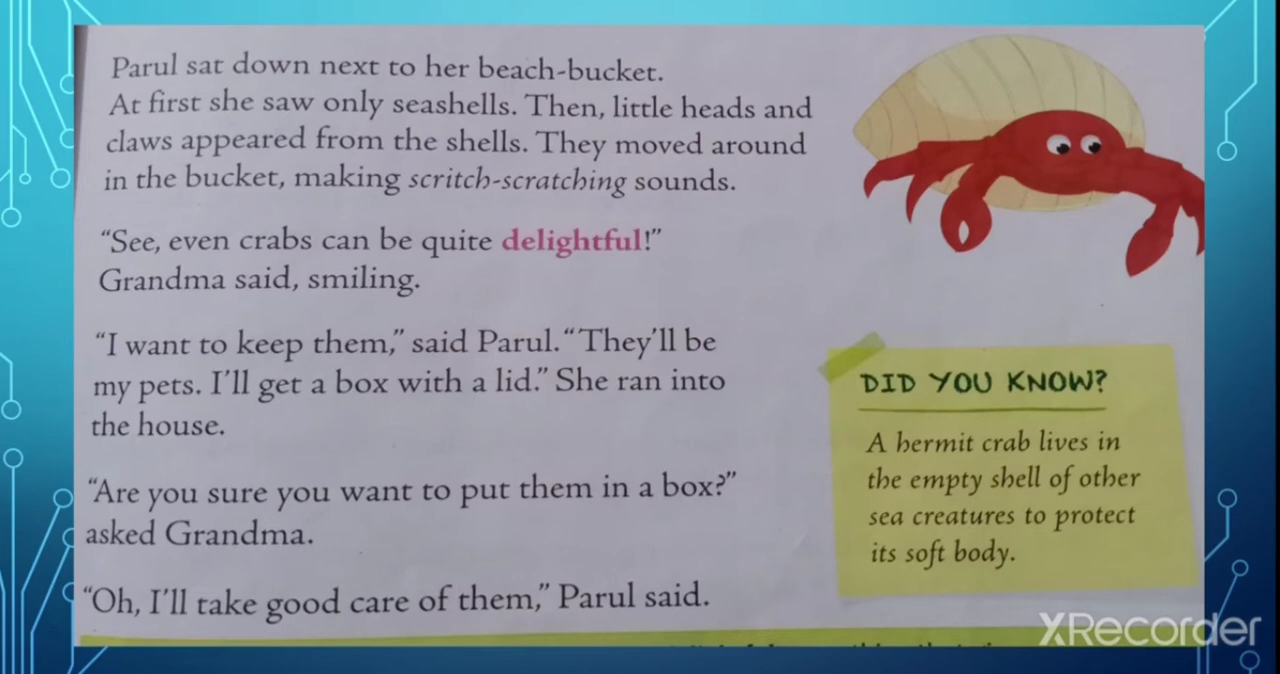 Parul sat down next to her beach-bucket.
At first she saw only seashells. Then, little heads and
claws appeared from the shells. They moved around
in the bucket, making scritch-scratching sounds.
“See, even crabs can be quite delightful!”
Grandma said, smiling.
“I want to keep them,” said Parul. “They’ll be
my pets. I’ll get a box with a lid.” She ran into
the house.
“Are you sure you want to put them in a box?”
asked Grandma.
“Oh, I’ll take good care of them,” Parul said.
DID YOU KNOW?
A hermit crab lives in
the empty shell of other
sea creatures to protect
its soft body.
XRecorder